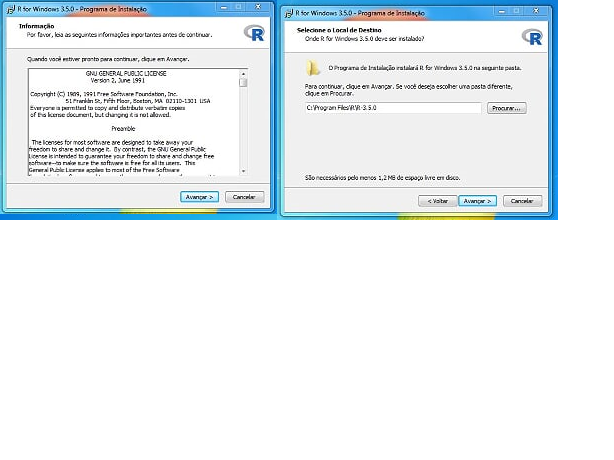 R for Windows 3.5.0 - Programa de Instalação
Informação
Por favor, leia as seguintes informações importantes antes de continuar.
R
Quando você estiver pronto para continuar, clique em Avançar.
GNU GENERAL PUBLIC LICENSE
Version 2, June 1991
Copyright (C) 1989, 1991 Free Software Foundation, Inc.
51 Franklin St, Fifth Floor, Boston, MA 02110-1301 USA
Everyone is permitted to copy and distribute verbatim copies
of this license document, but changing it is not allowed.
Preamble
The licenses for most software are designed to take away your
freedom to share and change it. By contrast, the GNU General Public
License is intended to guarantee your freedom to share and change free
software--to make sure the software is free for all its users. This
General Public License applies to most of the Free Software
Avançar >
Cancelar
R for Windows 3.5.0 - Programa de Instalação
Selecione o Local de Destino
Onde R for Windows 3.5.0 deve ser instalado?
R
O Programa de Instalação instalará R for Windows 3.5.0 na seguinte pasta.
Para continuar, clique em Avançar. Se você deseja escolher uma pasta diferente,
clique em Procurar.
C:\Program Files\R\R-3.5.0
Procurar...
São necessários pelo menos 1,2 MB de espaço livre em disco.
< Voltar
Avançar >
Cancelar